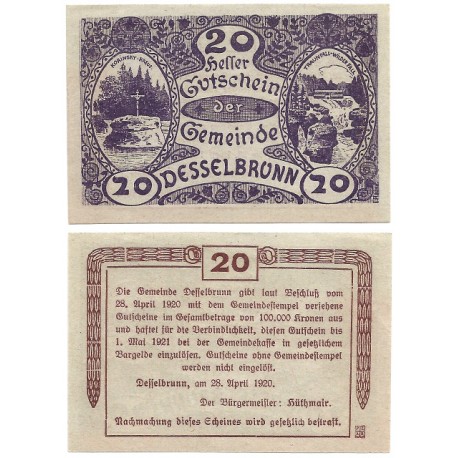 20
Heller
Gutschein
der
Gemeinde
DESSELBRUNN
20
20
20
Die Gemeinde Desselbrunn gibt laut Beschluß vom
28. April 1920 mit dem Gemeindestempel versehene
Gutscheine im Gesamtbetrage von 100.000 Kronen aus
und haftet für die Verbindlichkeit, diesen Gutschein bis
1. Mai 1921 bei der Gemeindekasse in gesetzlichem
Bargelde einzulösen. Gutscheine ohne Gemeindestempel
werden nicht eingelöst.
Desselbrunn, am 28. April 1920.
Der Bürgermeister: Hüthmair.
Nachmachung dieses Scheines wird gesetzlich bestraft.